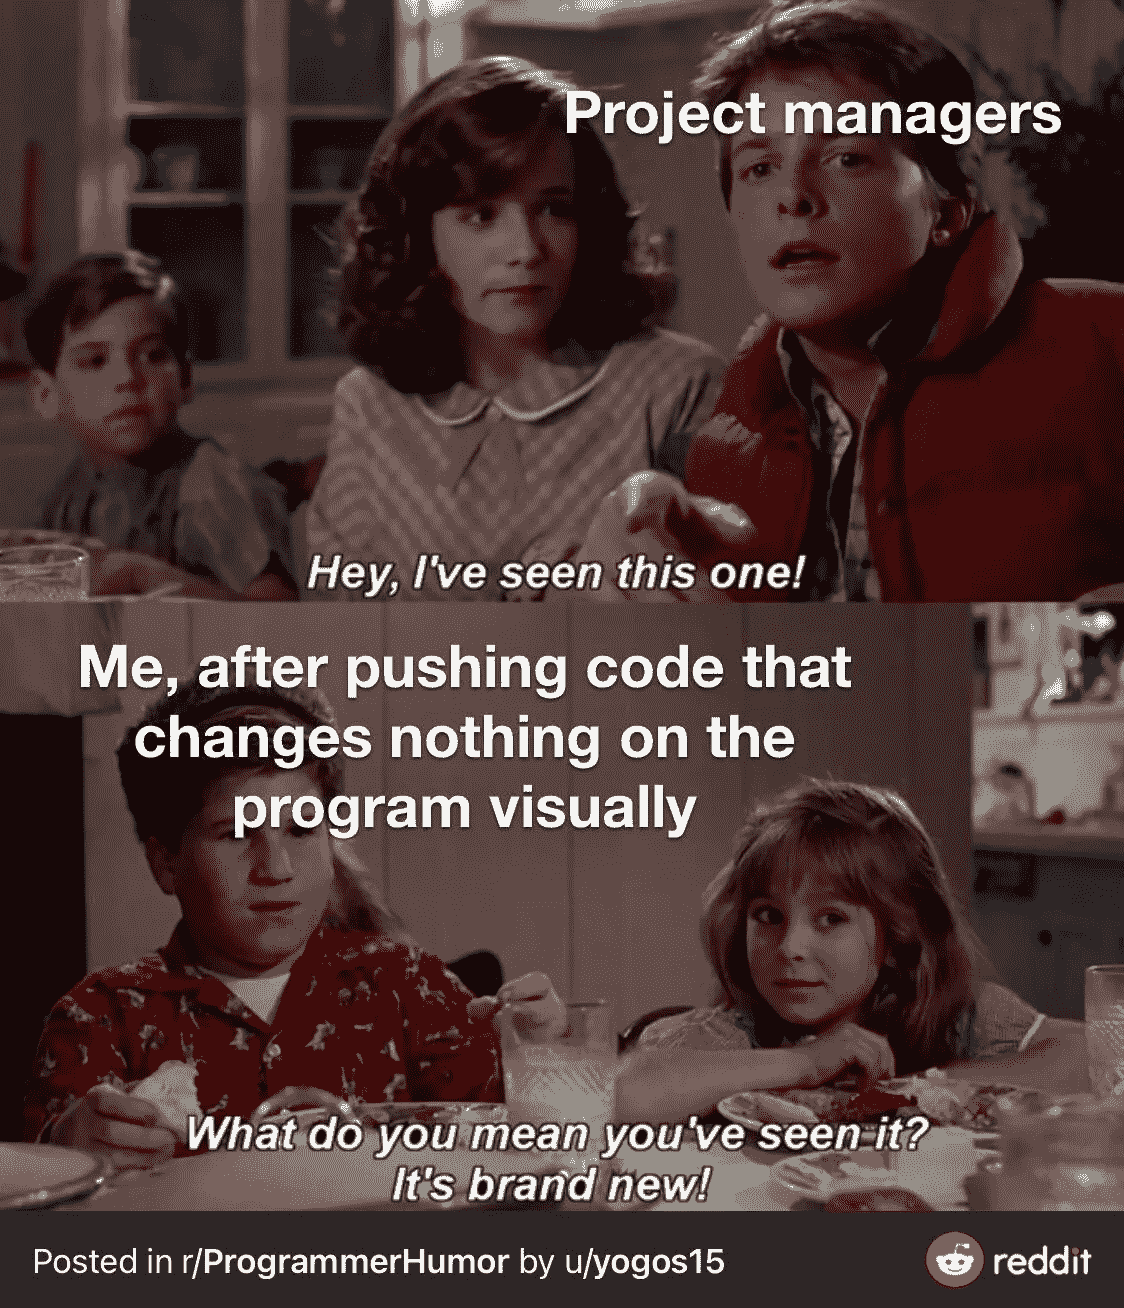 Project managers
Hey, I've seen this one!
Me, after pushing code that
changes nothing on the
program visually
What do you mean you've seen it?
It's brand new!
Posted in r/ProgrammerHumor by u/yogos15
reddit